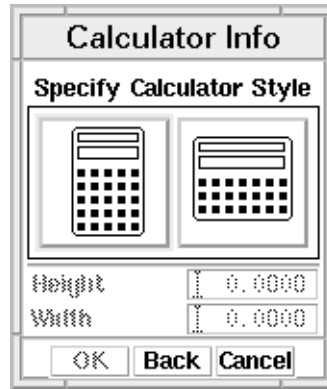 Calculator Info
Specify Calculator Style
Height 0.0000
Width 0.0000
OK Back Cancel